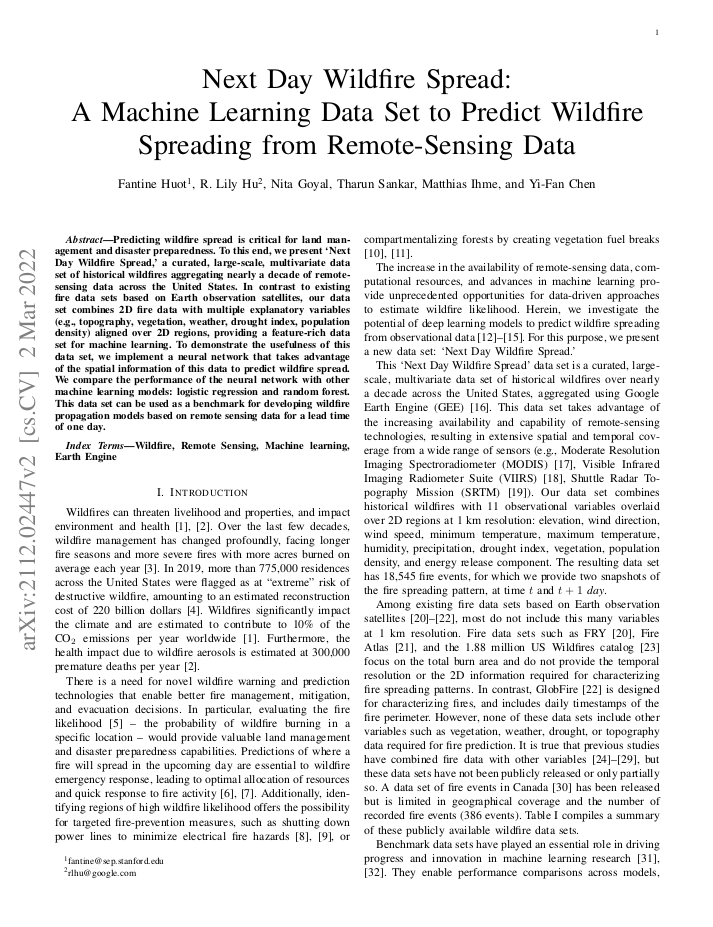 1
Next Day Wildfire Spread:
A Machine Learning Data Set to Predict Wildfire
Spreading from Remote-Sensing Data
Fantine Huot¹, R. Lily Hu², Nita Goyal, Tharun Sankar, Matthias Ihme, and Yi-Fan Chen
arXiv:2112.02447v2 [cs.CV] 2 Mar 2022
Abstract—Predicting wildfire spread is critical for land man-
agement and disaster preparedness. To this end, we present ‘Next
Day Wildfire Spread,’ a curated, large-scale, multivariate data
set of historical wildfires aggregating nearly a decade of remote-
sensing data across the United States. In contrast to existing
fire data sets based on Earth observation satellites, our data
set combines 2D fire data with multiple explanatory variables
(e.g., topography, vegetation, weather, drought index, population
density) aligned over 2D regions, providing a feature-rich data
set for machine learning. To demonstrate the usefulness of this
data set, we implement a neural network that takes advantage
of the spatial information of this data to predict wildfire spread.
We compare the performance of the neural network with other
machine learning models: logistic regression and random forest.
This data set can be used as a benchmark for developing wildfire
propagation models based on remote sensing data for a lead time
of one day.
Index Terms—Wildfire, Remote Sensing, Machine learning,
Earth Engine
I. Introduction
Wildfires can threaten livelihood and properties, and impact
environment and health [1], [2]. Over the last few decades,
wildfire management has changed profoundly, facing longer
fire seasons and more severe fires with more acres burned on
average each year [3]. In 2019, more than 775,000 residences
across the United States were flagged as at “extreme” risk of
destructive wildfire, amounting to an estimated reconstruction
cost of 220 billion dollars [4]. Wildfires significantly impact
the climate and are estimated to contribute to 10% of the
CO₂ emissions per year worldwide [1]. Furthermore, the
health impact due to wildfire aerosols is estimated at 300,000
premature deaths per year [2].
There is a need for novel wildfire warning and prediction
technologies that enable better fire management, mitigation,
and evacuation decisions. In particular, evaluating the fire
likelihood [5] – the probability of wildfire burning in a
specific location – would provide valuable land management
and disaster preparedness capabilities. Predictions of where a
fire will spread in the upcoming day are essential to wildfire
emergency response, leading to optimal allocation of resources
and quick response to fire activity [6], [7]. Additionally, iden-
tifying regions of high wildfire likelihood offers the possibility
for targeted fire-prevention measures, such as shutting down
power lines to minimize electrical fire hazards [8], [9], or
¹fantine@sep.stanford.edu
²rlhu@google.com
compartmentalizing forests by creating vegetation fuel breaks
[10], [11].
The increase in the availability of remote-sensing data, com-
putational resources, and advances in machine learning pro-
vide unprecedented opportunities for data-driven approaches
to estimate wildfire likelihood. Herein, we investigate the
potential of deep learning models to predict wildfire spreading
from observational data [12]–[15]. For this purpose, we present
a new data set: ‘Next Day Wildfire Spread.’
This ‘Next Day Wildfire Spread’ data set is a curated, large-
scale, multivariate data set of historical wildfires over nearly
a decade across the United States, aggregated using Google
Earth Engine (GEE) [16]. This data set takes advantage of
the increasing availability and capability of remote-sensing
technologies, resulting in extensive spatial and temporal cov-
erage from a wide range of sensors (e.g., Moderate Resolution
Imaging Spectroradiometer (MODIS) [17], Visible Infrared
Imaging Radiometer Suite (VIIRS) [18], Shuttle Radar To-
pography Mission (SRTM) [19]). Our data set combines
historical wildfires with 11 observational variables overlaid
over 2D regions at 1 km resolution: elevation, wind direction,
wind speed, minimum temperature, maximum temperature,
humidity, precipitation, drought index, vegetation, population
density, and energy release component. The resulting data set
has 18,545 fire events, for which we provide two snapshots of
the fire spreading pattern, at time t and t + 1 day.
Among existing fire data sets based on Earth observation
satellites [20]–[22], most do not include this many variables
at 1 km resolution. Fire data sets such as FRY [20], Fire
Atlas [21], and the 1.88 million US Wildfires catalog [23]
focus on the total burn area and do not provide the temporal
resolution or the 2D information required for characterizing
fire spreading patterns. In contrast, GlobFire [22] is designed
for characterizing fires, and includes daily timestamps of the
fire perimeter. However, none of these data sets include other
variables such as vegetation, weather, drought, or topography
data required for fire prediction. It is true that previous studies
have combined fire data with other variables [24]–[29], but
these data sets have not been publicly released or only partially
so. A data set of fire events in Canada [30] has been released
but is limited in geographical coverage and the number of
recorded fire events (386 events). Table I compiles a summary
of these publicly available wildfire data sets.
Benchmark data sets have played an essential role in driving
progress and innovation in machine learning research [31],
[32]. They enable performance comparisons across models,